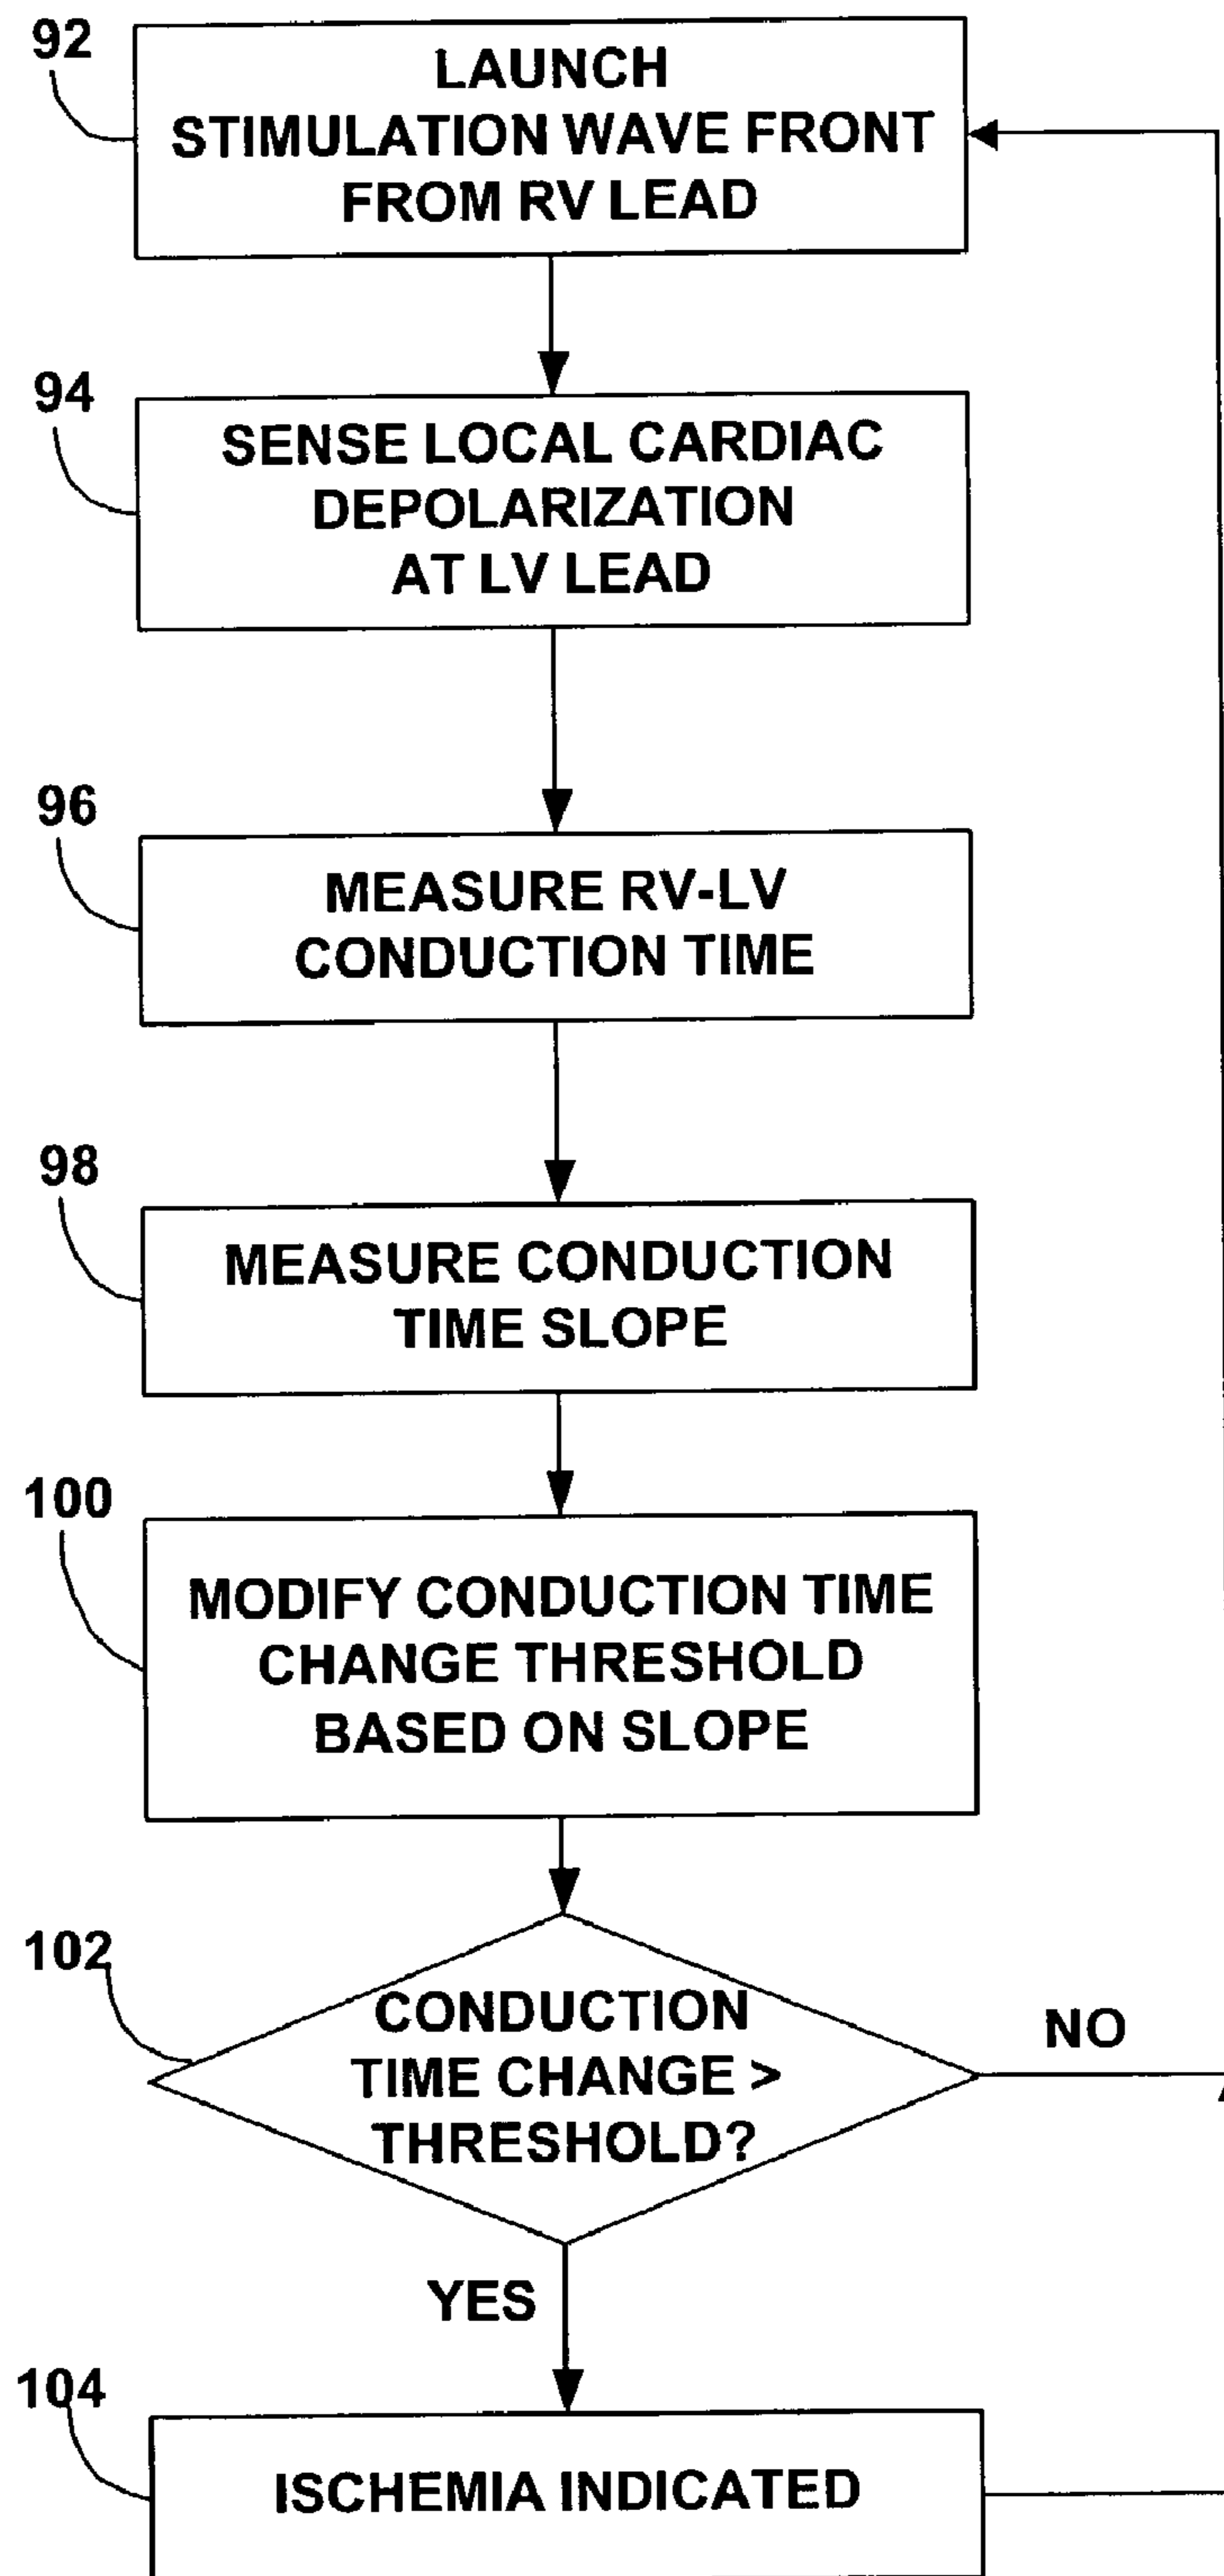 92
LAUNCH
STIMULATION WAVE FRONT
FROM RV LEAD
94
SENSE LOCAL CARDIAC
DEPOLARIZATION
AT LV LEAD
96
MEASURE RV-LV
CONDUCTION TIME
98
MEASURE CONDUCTION
TIME SLOPE
100
MODIFY CONDUCTION TIME
CHANGE THRESHOLD
BASED ON SLOPE
102
CONDUCTION
TIME CHANGE >
THRESHOLD?
NO
YES
104
ISCHEMIA INDICATED